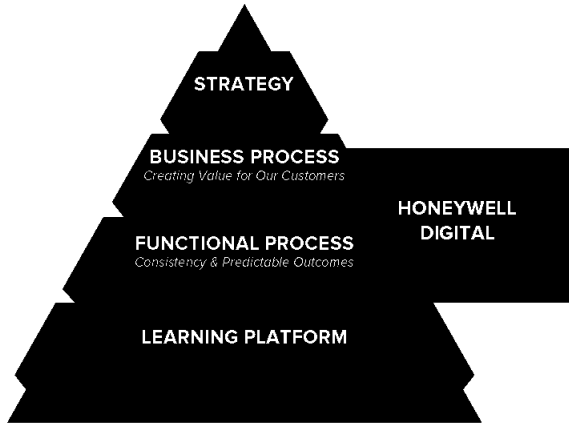 STRATEGY
BUSINESS PROCESS
Creating Value for Our Customers
HONEYWELL
DIGITAL
FUNCTIONAL PROCESS
Consistency & Predictable Outcomes
LEARNING PLATFORM